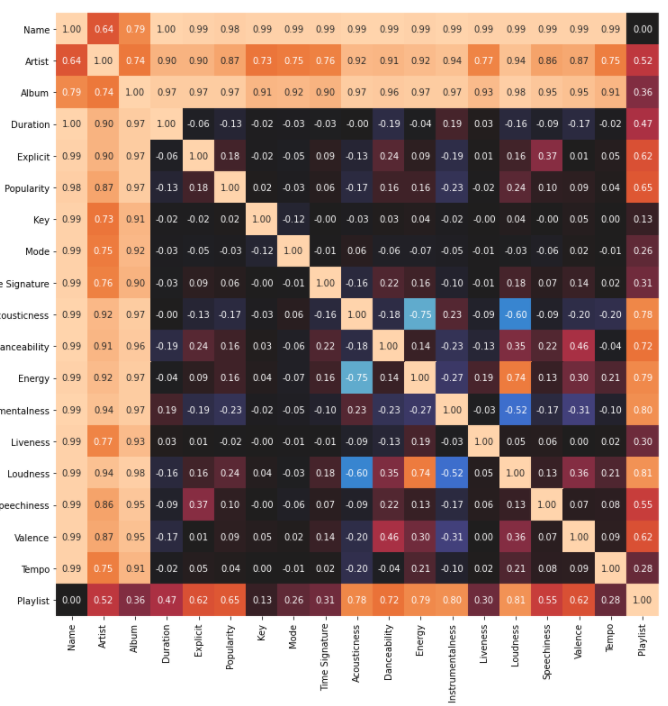 Name 1.00 0.64 0.79 1.00 0.99 0.98 0.99 0.99 0.99 0.99 0.99 0.99 0.99 0.99 0.99 0.99 0.99 0.99 0.00
Artist 0.64 1.00 0.74 0.90 0.90 0.87 0.73 0.75 0.76 0.92 0.91 0.92 0.94 0.77 0.94 0.86 0.87 0.75 0.52
Album 0.79 0.74 1.00 0.97 0.97 0.97 0.91 0.92 0.90 0.97 0.96 0.97 0.97 0.93 0.98 0.95 0.95 0.91 0.36
Duration 1.00 0.90 0.97 1.00 -0.06 -0.13 -0.02 -0.03 -0.03 -0.00 -0.19 -0.04 0.19 0.03 -0.16 -0.09 -0.17 -0.02 0.47
Explicit 0.99 0.90 0.97 -0.06 1.00 0.18 -0.02 -0.05 0.09 -0.13 0.24 0.09 -0.19 0.01 0.16 0.37 0.01 0.05 0.62
Popularity 0.98 0.87 0.97 -0.13 0.18 1.00 0.02 -0.03 0.06 -0.17 0.16 0.16 -0.23 -0.02 0.24 0.10 0.09 0.04 0.65
Key 0.99 0.73 0.91 -0.02 -0.02 0.02 1.00 -0.12 -0.00 -0.03 0.03 0.04 -0.02 -0.00 0.04 -0.00 0.05 0.00 0.13
Mode 0.99 0.75 0.92 -0.03 -0.05 -0.03 -0.12 1.00 -0.01 0.06 -0.06 -0.07 -0.05 -0.01 -0.03 -0.06 0.02 -0.01 0.26
e Signature 0.99 0.76 0.90 -0.03 0.09 0.06 -0.00 -0.01 1.00 -0.16 0.22 0.16 -0.10 -0.01 0.18 0.07 0.14 0.02 0.31
cousticness 0.99 0.92 0.97 -0.00 -0.13 -0.17 -0.03 0.06 -0.16 1.00 -0.18 -0.75 0.23 -0.09 -0.60 -0.09 -0.20 -0.20 0.78
anceability 0.99 0.91 0.96 -0.19 0.24 0.16 0.03 -0.06 0.22 -0.18 1.00 0.14 -0.23 -0.13 0.35 0.22 0.46 -0.04 0.72
Energy 0.99 0.92 0.97 -0.04 0.09 0.16 0.04 -0.07 0.16 -0.75 0.14 1.00 -0.27 0.19 0.74 0.13 0.30 0.21 0.79
mentalness 0.99 0.94 0.97 0.19 -0.19 -0.23 -0.02 -0.05 -0.10 0.23 -0.23 -0.27 1.00 -0.03 -0.52 -0.17 -0.31 -0.10 0.80
Liveness 0.99 0.77 0.93 0.03 0.01 -0.02 -0.00 -0.01 -0.01 -0.09 -0.13 0.19 -0.03 1.00 0.05 0.06 0.00 0.02 0.30
Loudness 0.99 0.94 0.98 -0.16 0.16 0.24 0.04 -0.03 0.18 -0.60 0.35 0.74 -0.52 0.05 1.00 0.13 0.36 0.21 0.81
peechiness 0.99 0.86 0.95 -0.09 0.37 0.10 -0.00 -0.06 0.07 -0.09 0.22 0.13 -0.17 0.06 0.13 1.00 0.07 0.08 0.55
Valence 0.99 0.87 0.95 -0.17 0.01 0.09 0.05 0.02 0.14 -0.20 0.46 0.30 -0.31 0.00 0.36 0.07 1.00 0.09 0.62
Tempo 0.99 0.75 0.91 -0.02 0.05 0.04 0.00 -0.01 0.02 -0.20 -0.04 0.21 -0.10 0.02 0.21 0.08 0.09 1.00 0.28
Playlist 0.00 0.52 0.36 0.47 0.62 0.65 0.13 0.26 0.31 0.78 0.72 0.79 0.80 0.30 0.81 0.55 0.62 0.28 1.00
Name
Artist
Album
Duration
Explicit
Popularity
Key
Mode
Time Signature
Acousticness
Danceability
Energy
Instrumentalness
Liveness
Loudness
Speechiness
Valence
Tempo
Playlist